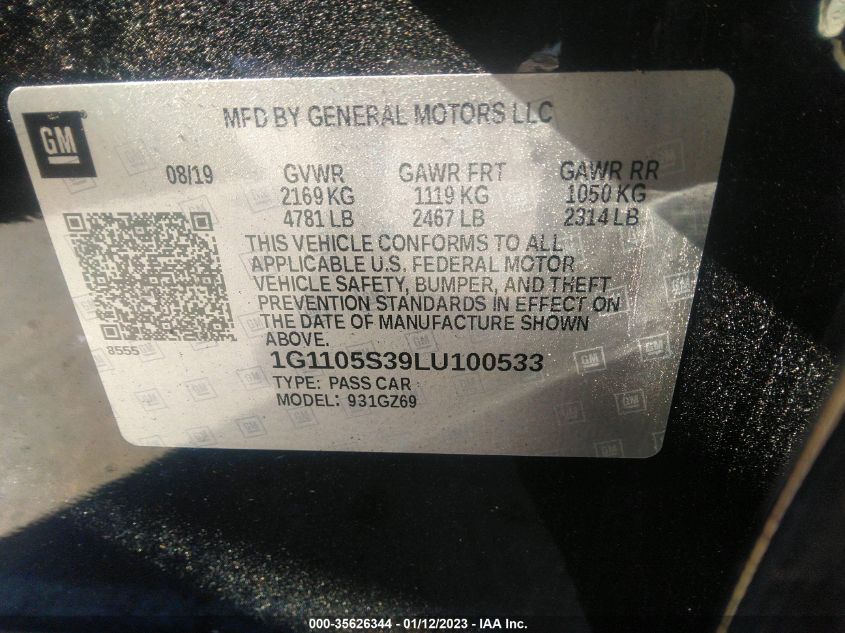 GM
MFD BY GENERAL MOTORS LLC
08/19 GVWR GAWR FRT GAWR RR
2169 KG 1119 KG 1050 KG
4781 LB 2467 LB 2314 LB
THIS VEHICLE CONFORMS TO ALL
APPLICABLE U.S. FEDERAL MOTOR
VEHICLE SAFETY, BUMPER, AND THEFT
PREVENTION STANDARDS IN EFFECT ON
THE DATE OF MANUFACTURE SHOWN
ABOVE.
8555
1G1105S39LU100533
TYPE: PASS CAR
MODEL: 931GZ69
000-35626344 - 01/12/2023 - IAA Inc.